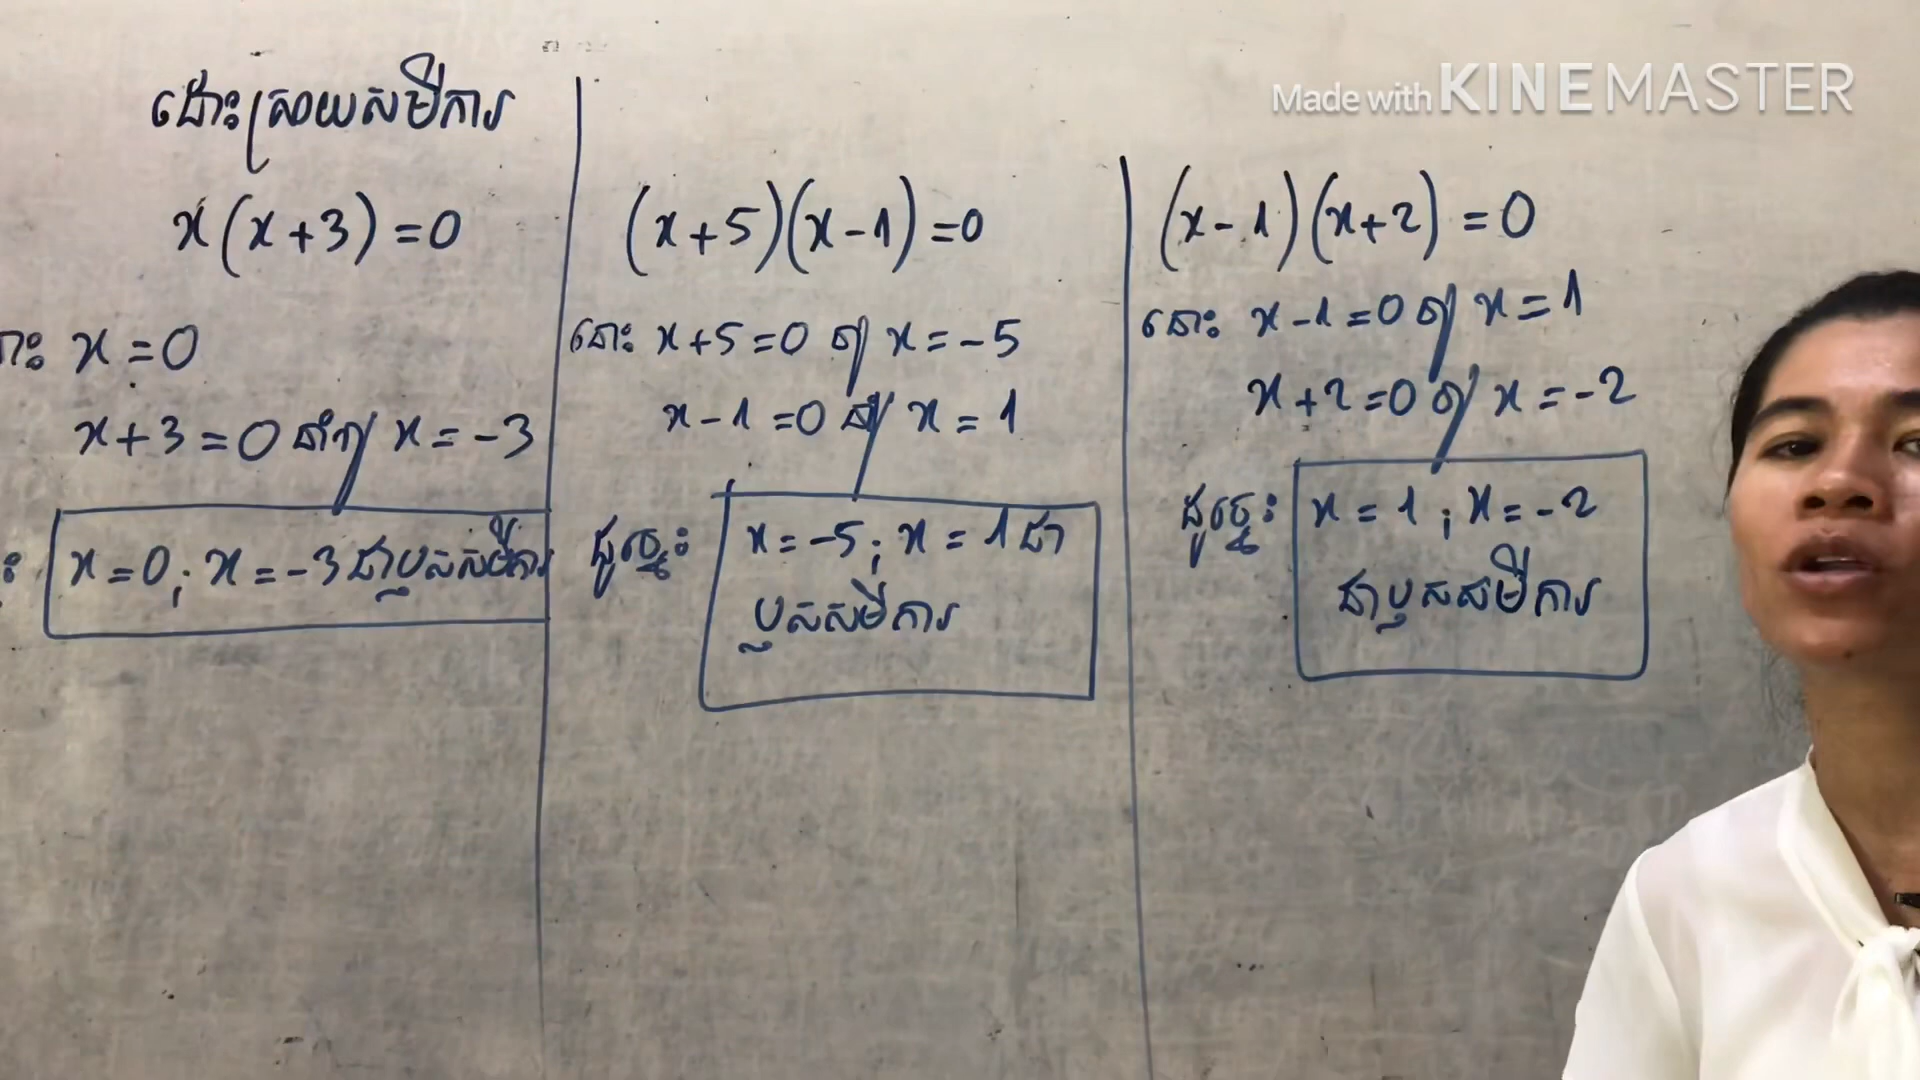 ដោះស្រាយសមីការ
x(x+3)=0
នោះ x=0
x+3=0 នាំឲ្យ x=-3
x=0; x=-3 ជាឫសសមីការ
(x+5)(x-1)=0
នោះ x+5=0 ឲ្យ x=-5
x-1=0 នាំឲ្យ x=1
ដូច្នេះ x=-5; x=1 ជា
ឫសសមីការ
Made with KINEMASTER
(x-1)(x+2)=0
នោះ x-1=0 ឲ្យ x=1
x+2=0 ឲ្យ x=-2
ដូច្នេះ x=1; x=-2
ជាឫសសមីការ